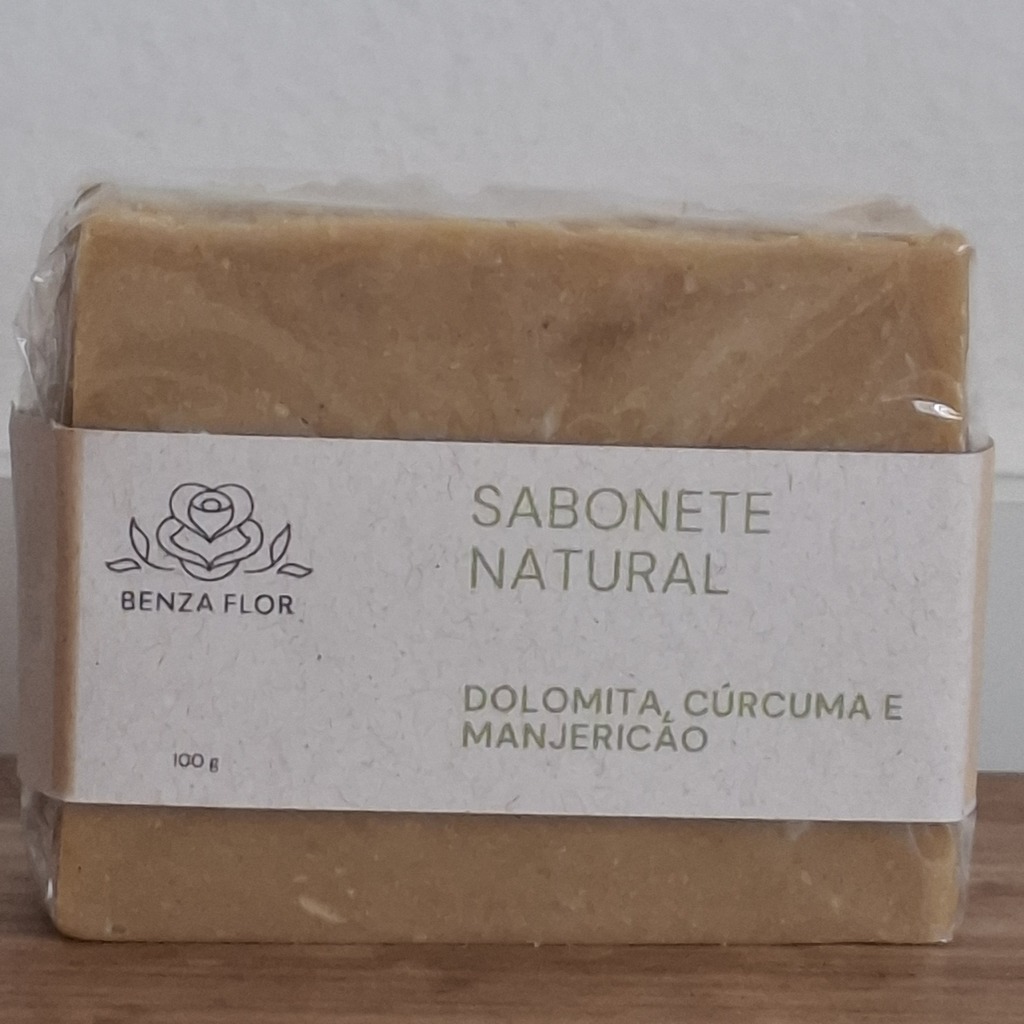 BENZA FLOR
SABONETE
NATURAL
DOLOMITA, CÚRCUMA E
MANJERICÃO
100 g